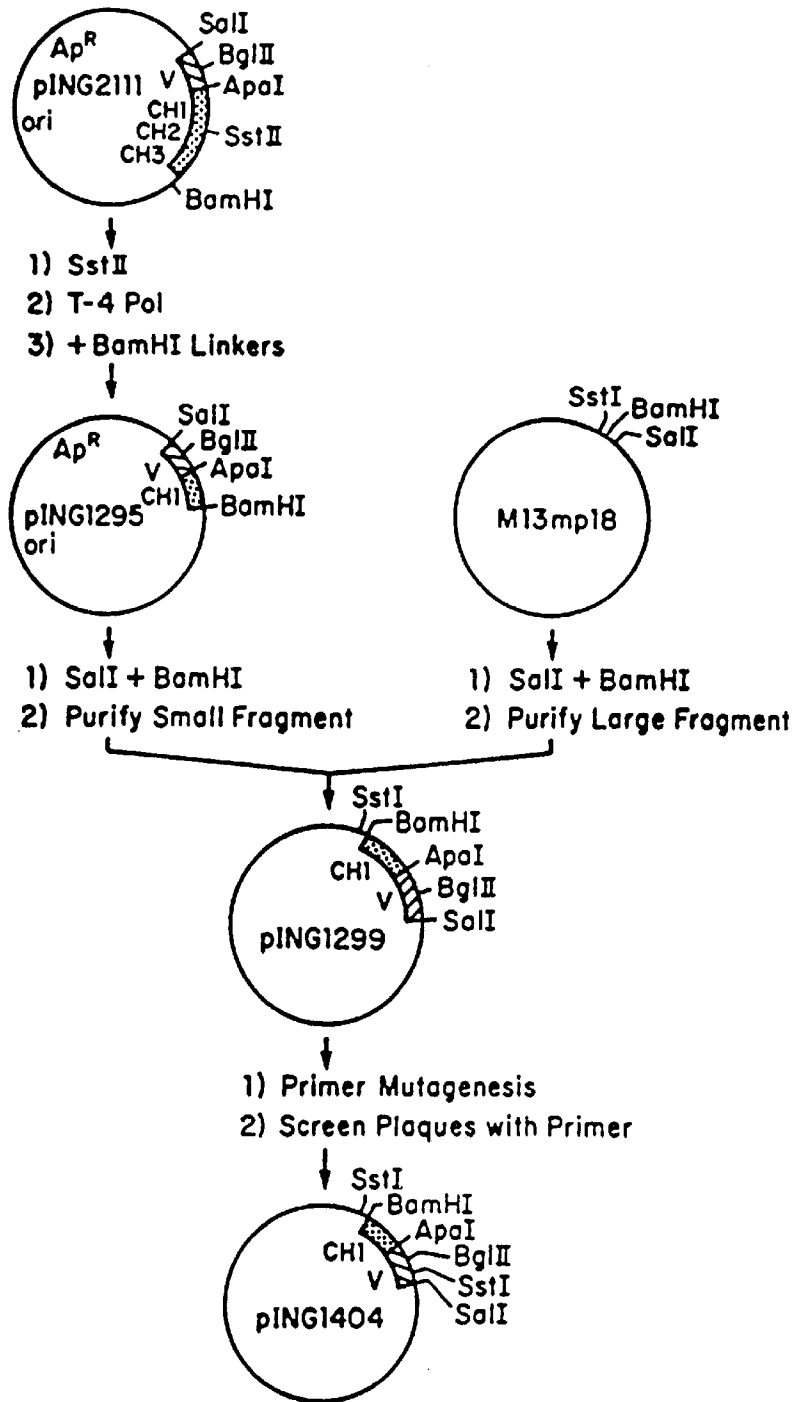 SalI
BglII
ApaI
SstII
BamHI
Ap^R
pING2111
ori
V
CH1
CH2
CH3
1) SstII
2) T-4 Pol
3) +BamHI Linkers
SalI
BglII
ApaI
BamHI
Ap^R
V
CH1
pING1295
ori
SstI
BamHI
SalI
M13mp18
1) SalI + BamHI
2) Purify Small Fragment
1) SalI + BamHI
2) Purify Large Fragment
SstI
BamHI
ApaI
BglII
SalI
CH1
V
pING1299
1) Primer Mutagenesis
2) Screen Plaques with Primer
SstI
BamHI
ApaI
BglII
SstI
SalI
CH1
V
pING1404